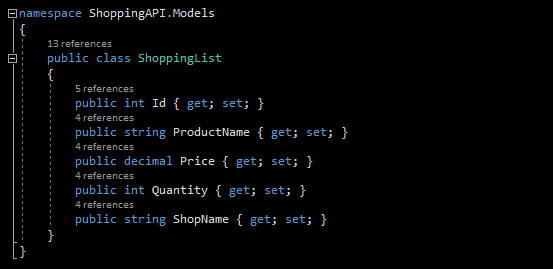 namespace ShoppingAPI.Models
{
13 references
public class ShoppingList
{
5 references
public int Id { get; set; }
4 references
public string ProductName { get; set; }
4 references
public decimal Price { get; set; }
4 references
public int Quantity { get; set; }
4 references
public string ShopName { get; set; }
}
}